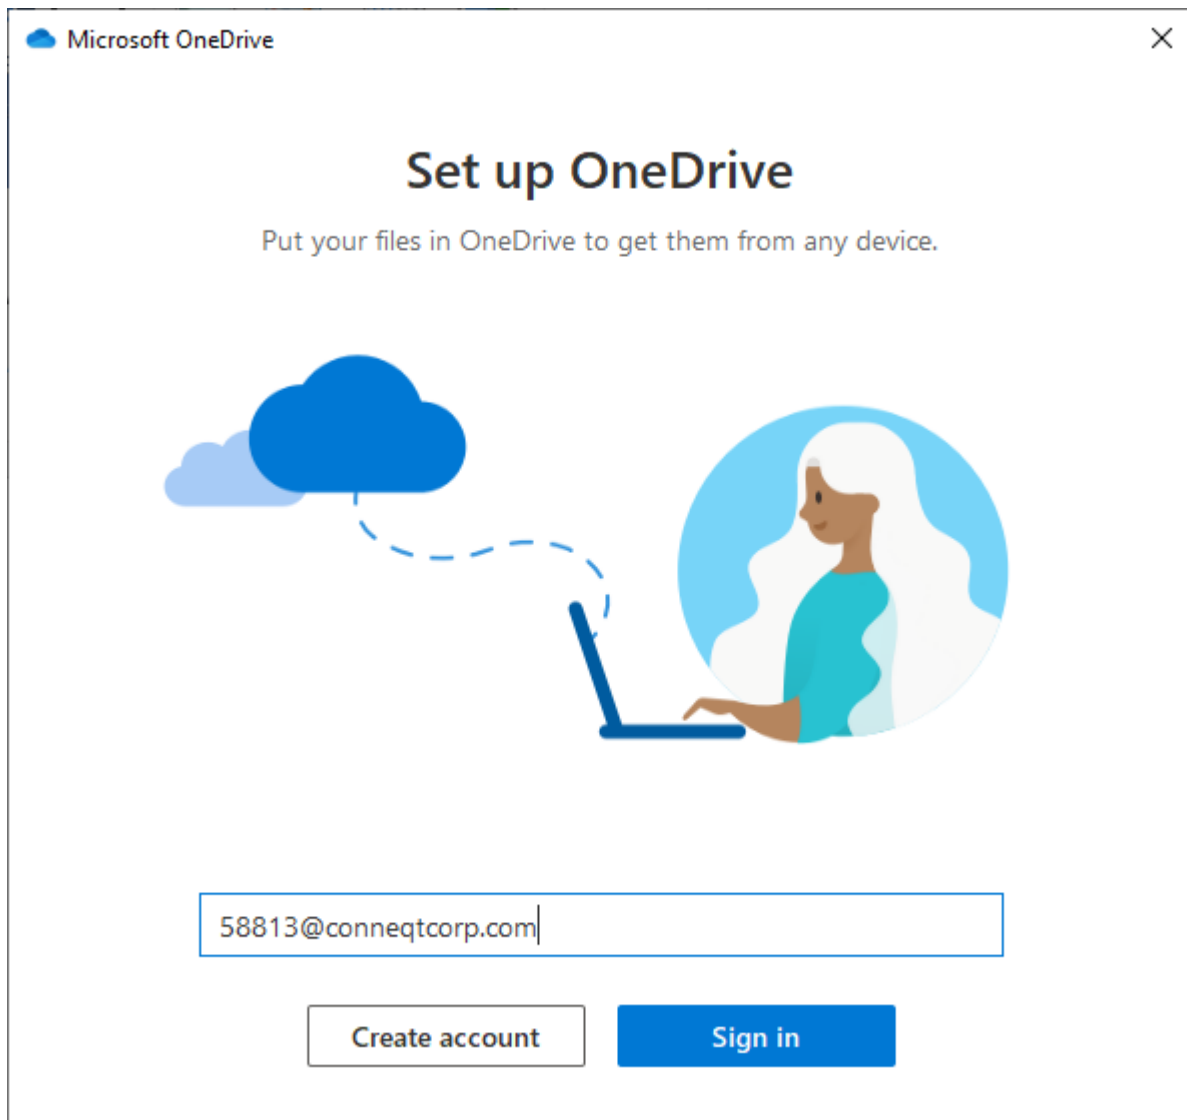 Microsoft OneDrive
Set up OneDrive
Put your files in OneDrive to get them from any device.
58813@conneqtcorp.com
Create account
Sign in